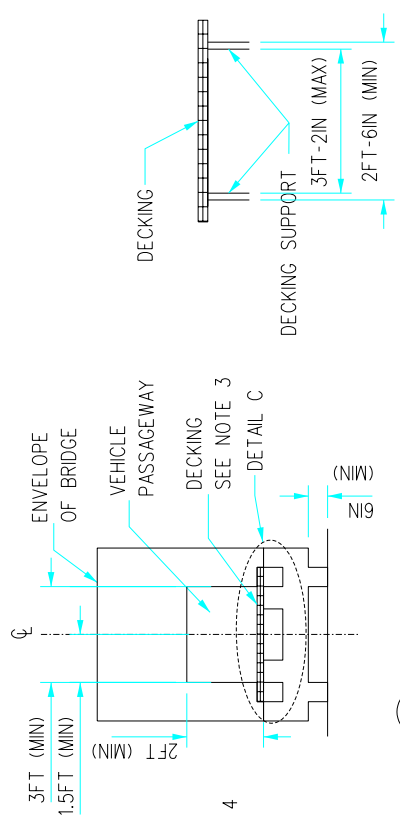 DECKING
DECKING SUPPORT
3FT-2IN (MAX)
2FT-6IN (MIN)
ENVELOPE
OF BRIDGE
VEHICLE
PASSAGEWAY
DECKING
SEE NOTE 3
DETAIL C
6IN
(MIN)
℄
3FT (MIN)
1.5FT (MIN)
2FT (MIN)
4